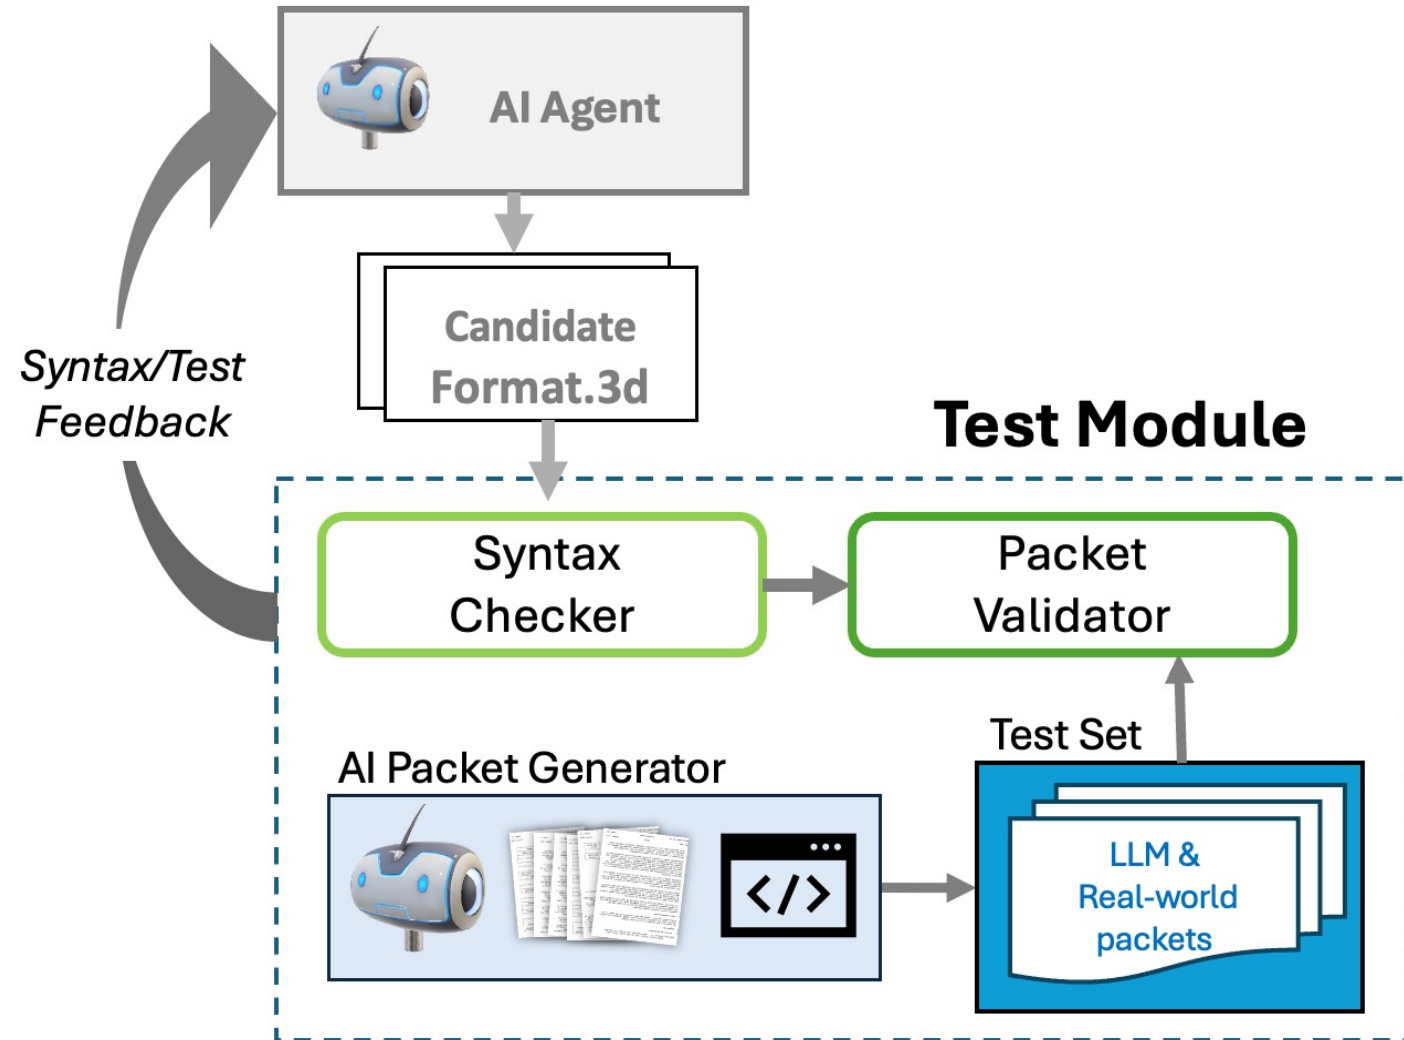 AI Agent
Candidate
Format.3d
Syntax/Test
Feedback
Test Module
Syntax
Checker
Packet
Validator
Test Set
AI Packet Generator
</>
LLM &
Real-world
packets